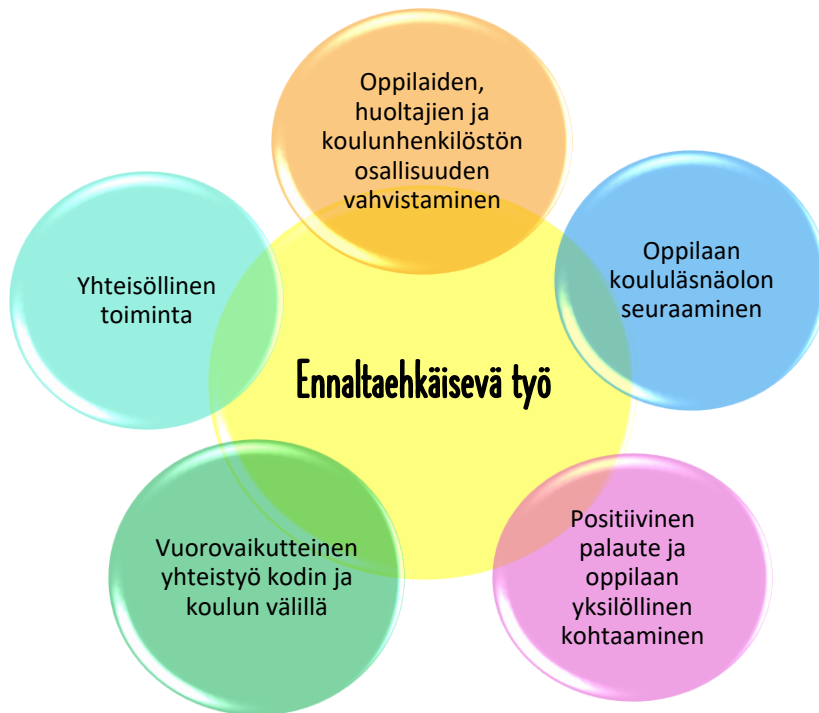 Oppilaiden,
huoltajien ja
koulunhenkilöstön
osallisuuden
vahvistaminen
Oppilaan
koululäsnäolon
seuraaminen
Yhteisöllinen
toiminta
Ennaltaehkäisevä työ
Positiivinen
palaute ja
oppilaan
yksilöllinen
kohtaaminen
Vuorovaikutteinen
yhteistyö kodin ja
koulun välillä